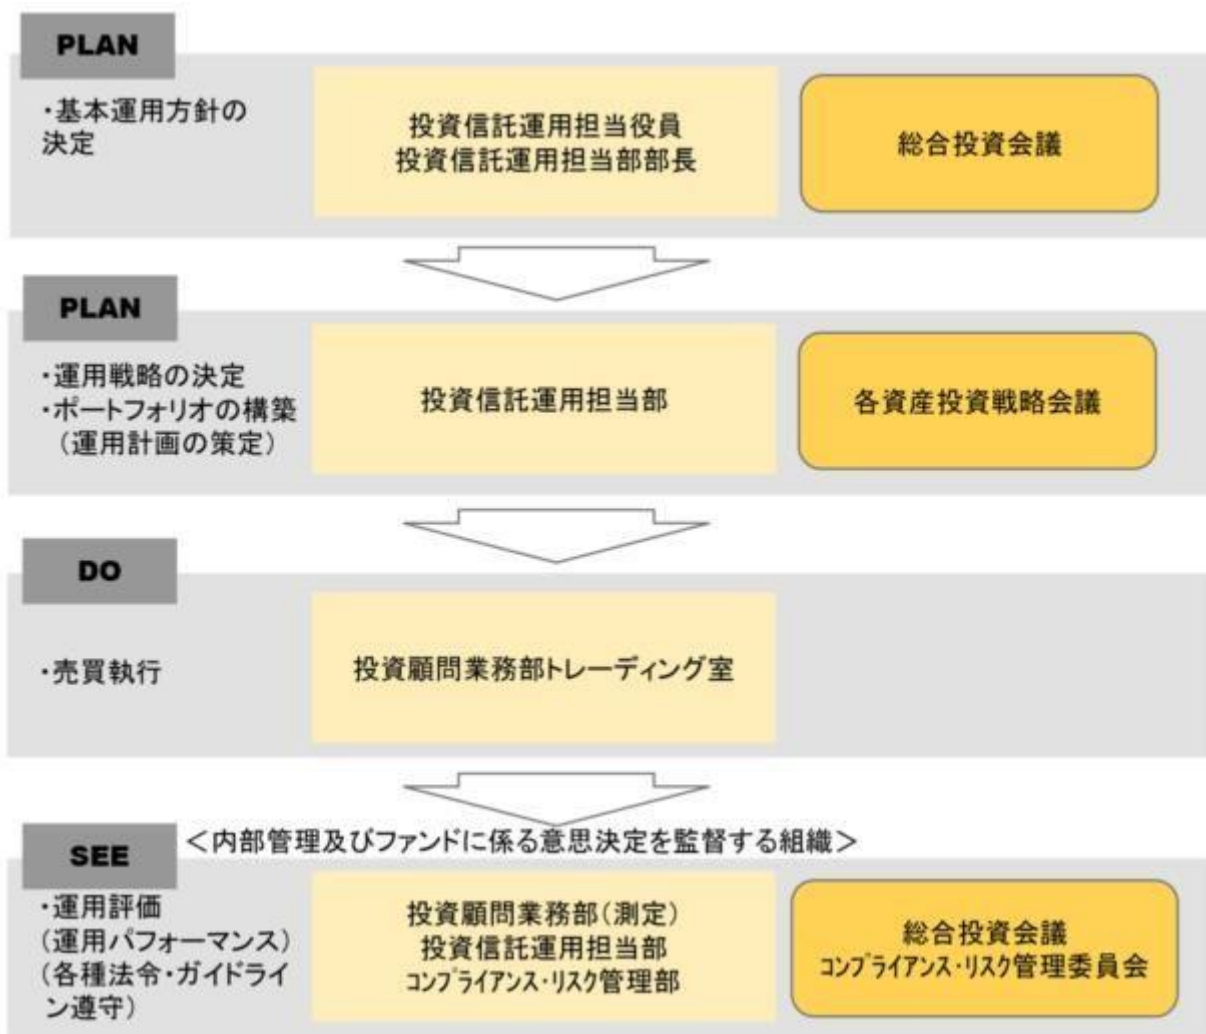 PLAN
・基本運用方針の
決定
投資信託運用担当役員
投資信託運用担当部部長
総合投資会議
PLAN
・運用戦略の決定
・ポートフォリオの構築
（運用計画の策定）
投資信託運用担当部
各資産投資戦略会議
DO
・売買執行
投資顧問業務部トレーディング室
＜内部管理及びファンドに係る意思決定を監督する組織＞
SEE
・運用評価
(運用パフォーマンス)
(各種法令・ガイドライ
ン遵守)
投資顧問業務部(測定)
投資信託運用担当部
ｺﾝﾌﾟﾗｲｱﾝｽ・ﾘｽｸ管理部
総合投資会議
ｺﾝﾌﾟﾗｲｱﾝｽ・ﾘｽｸ管理委員会